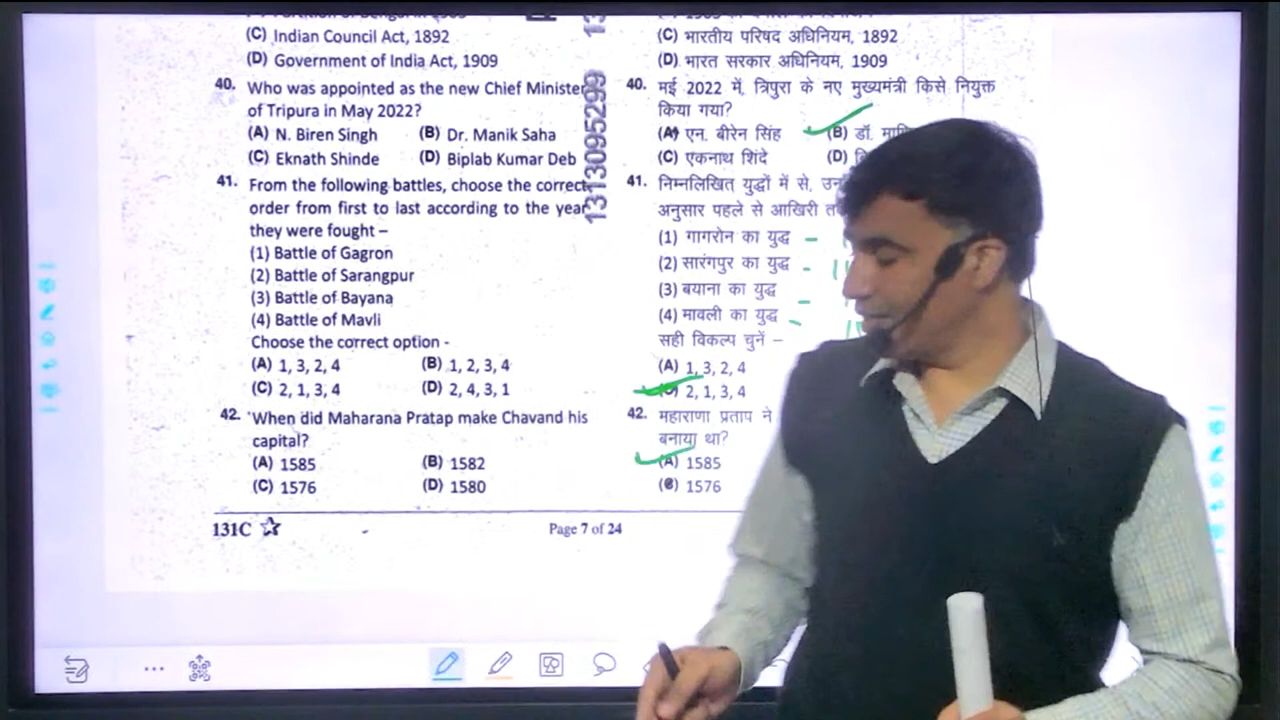 (C) Indian Council Act, 1892
(D) Government of India Act, 1909
40. Who was appointed as the new Chief Minister
of Tripura in May 2022?
(A) N. Biren Singh (B) Dr. Manik Saha
(C) Eknath Shinde (D) Biplab Kumar Deb
41. From the following battles, choose the correct
order from first to last according to the year
they were fought –
(1) Battle of Gagron
(2) Battle of Sarangpur
(3) Battle of Bayana
(4) Battle of Mavli
Choose the correct option -
(A) 1, 3, 2, 4 (B) 1, 2, 3, 4
(C) 2, 1, 3, 4 (D) 2, 4, 3, 1
42. When did Maharana Pratap make Chavand his
capital?
(A) 1585 (B) 1582
(C) 1576 (D) 1580
131C Page 7 of 24
1313095299
(C) भारतीय परिषद अधिनियम, 1892
(D) भारत सरकार अधिनियम, 1909
40. मई 2022 में, त्रिपुरा के नए मुख्यमंत्री किसे नियुक्त
किया गया?
(A) एन. बीरेन सिंह (B) डॉ.
(C) एकनाथ शिंदे (D)
41. निम्नलिखित युद्धों में से,
अनुसार पहले से आखिरी
(1) गागरोन का युद्ध
(2) सारंगपुर का युद्ध
(3) बयाना का युद्ध
(4) मावली का युद्ध
सही विकल्प चुनें –
(A) 1, 3, 2, 4
2, 1, 3, 4
42. महाराणा प्रताप ने
बनाया था?
(A) 1585
1576